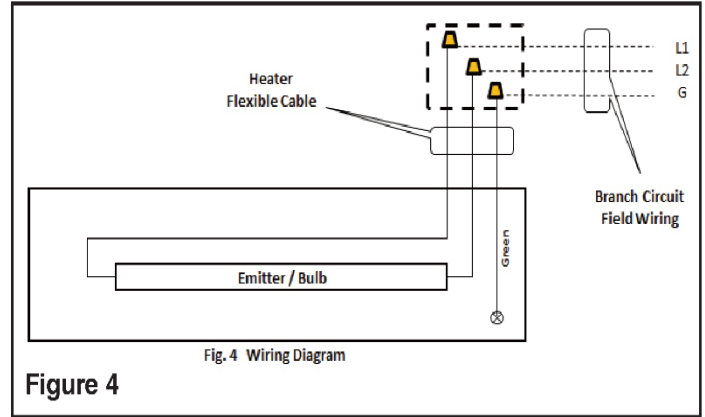 L1
L2
G
Heater
Flexible Cable
Branch Circuit
Field Wiring
Green
Emitter / Bulb
Fig. 4 Wiring Diagram
Figure 4